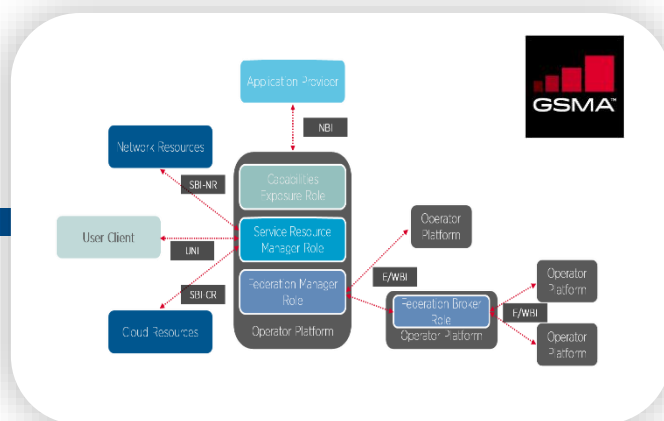 Application Provider
GSMA™
NBI
Network Resources
Capabilities
Exposure Role
SBI-NR
Operator
Platform
User Client
UNI
Service Resource
Manager Role
E/WBI
Operator
Platform
SBI-CR
Federation Manager
Role
Federation Broker
Role
E/WBI
Cloud Resources
Operator Platform
Operator Platform
Operator
Platform